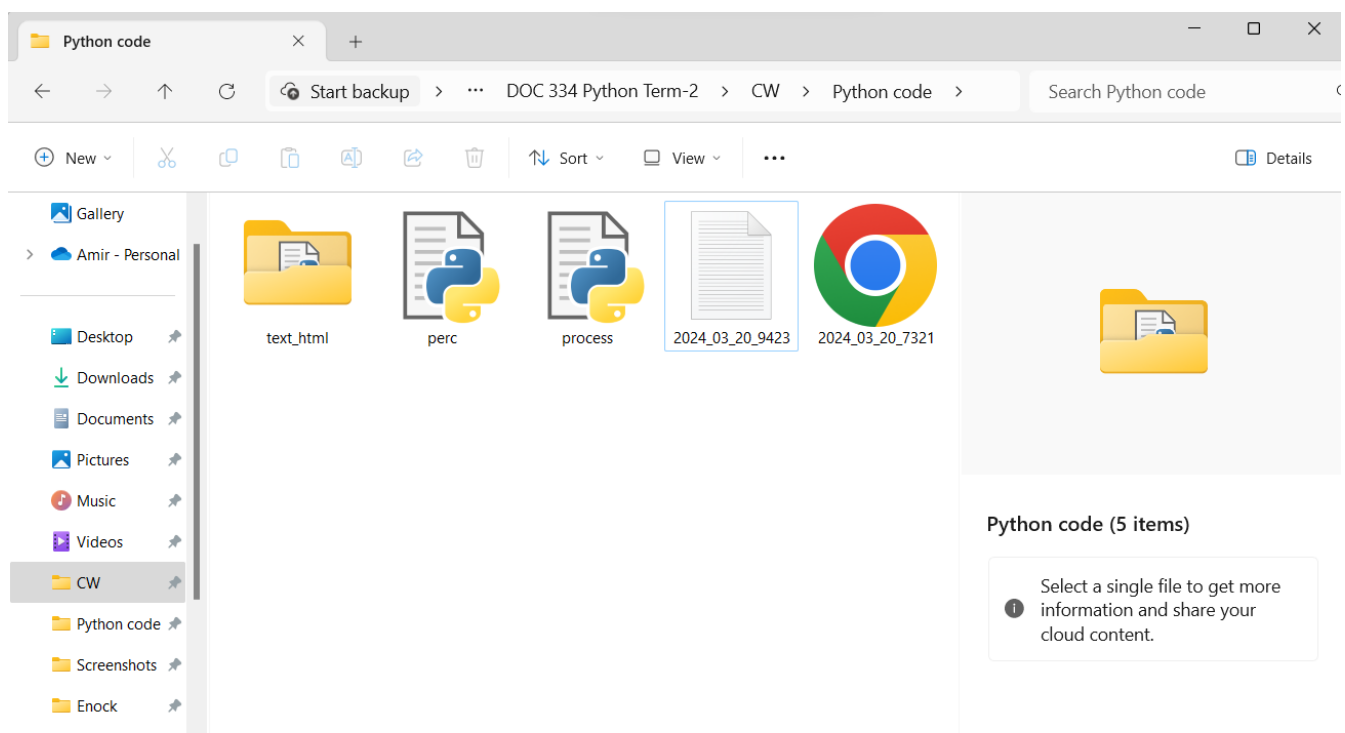 Python code
Start backup > ··· DOC 334 Python Term-2 > CW > Python code >
Search Python code
New
Sort
View
···
Details
Gallery
Amir - Personal
Desktop
Downloads
Documents
Pictures
Music
Videos
CW
Python code
Screenshots
Enock
text_html
perc
process
2024_03_20_9423
2024_03_20_7321
Python code (5 items)
Select a single file to get more
information and share your
cloud content.